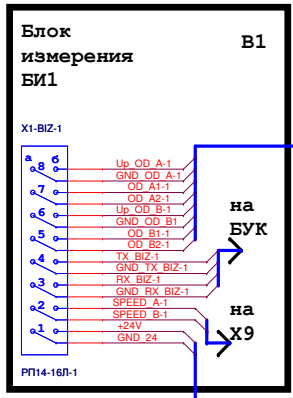 Блок
измерения
БИ1
B1
X1-BIZ-1
а б
8
7
6
5
4
3
2
1
Up_OD_A-1
GND_OD_A-1
OD_A1-1
OD_A2-1
Up_OD_B-1
GND_OD_B1
OD_B1-1
OD_B2-1
TX_BIZ-1
GND_TX_BIZ-1
RX_BIZ-1
GND_RX_BIZ-1
SPEED_A-1
SPEED_B-1
+24V
GND_24
на
БУК
на
X9
РП14-16Л-1